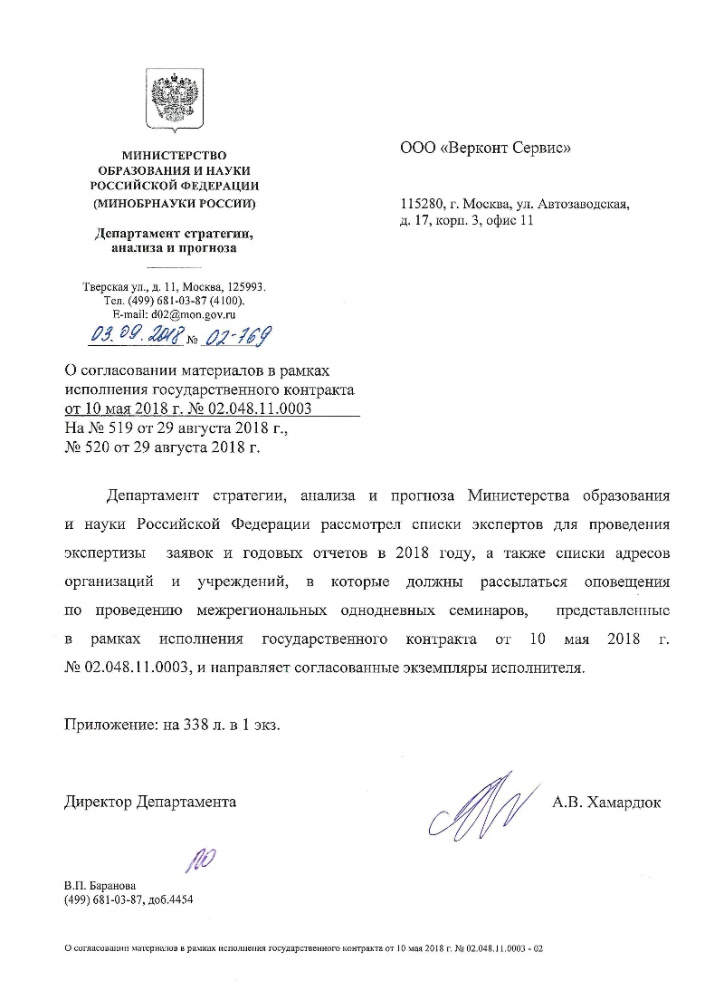 МИНИСТЕРСТВО
ОБРАЗОВАНИЯ И НАУКИ
РОССИЙСКОЙ ФЕДЕРАЦИИ
(МИНОБРНАУКИ РОССИИ)
Департамент стратегии,
анализа и прогноза
Тверская ул., д. 11, Москва, 125993.
Тел. (499) 681-03-87 (4100).
E-mail: d02@mon.gov.ru
03.09.2018 № 02-769
ООО «Верконт Сервис»
115280, г. Москва, ул. Автозаводская,
д. 17, корп. 3, офис 11
О согласовании материалов в рамках
исполнения государственного контракта
от 10 мая 2018 г. № 02.048.11.0003
На № 519 от 29 августа 2018 г.,
№ 520 от 29 августа 2018 г.
Департамент стратегии, анализа и прогноза Министерства образования
и науки Российской Федерации рассмотрел списки экспертов для проведения
экспертизы заявок и годовых отчетов в 2018 году, а также списки адресов
организаций и учреждений, в которые должны рассылаться оповещения
по проведению межрегиональных однодневных семинаров, представленные
в рамках исполнения государственного контракта от 10 мая 2018 г.
№ 02.048.11.0003, и направляет согласованные экземпляры исполнителя.
Приложение: на 338 л. в 1 экз.
Директор Департамента А.В. Хамардюк
В.П. Баранова
(499) 681-03-87, доб.4454
О согласовании материалов в рамках исполнения государственного контракта от 10 мая 2018 г. № 02.048.11.0003 - 02